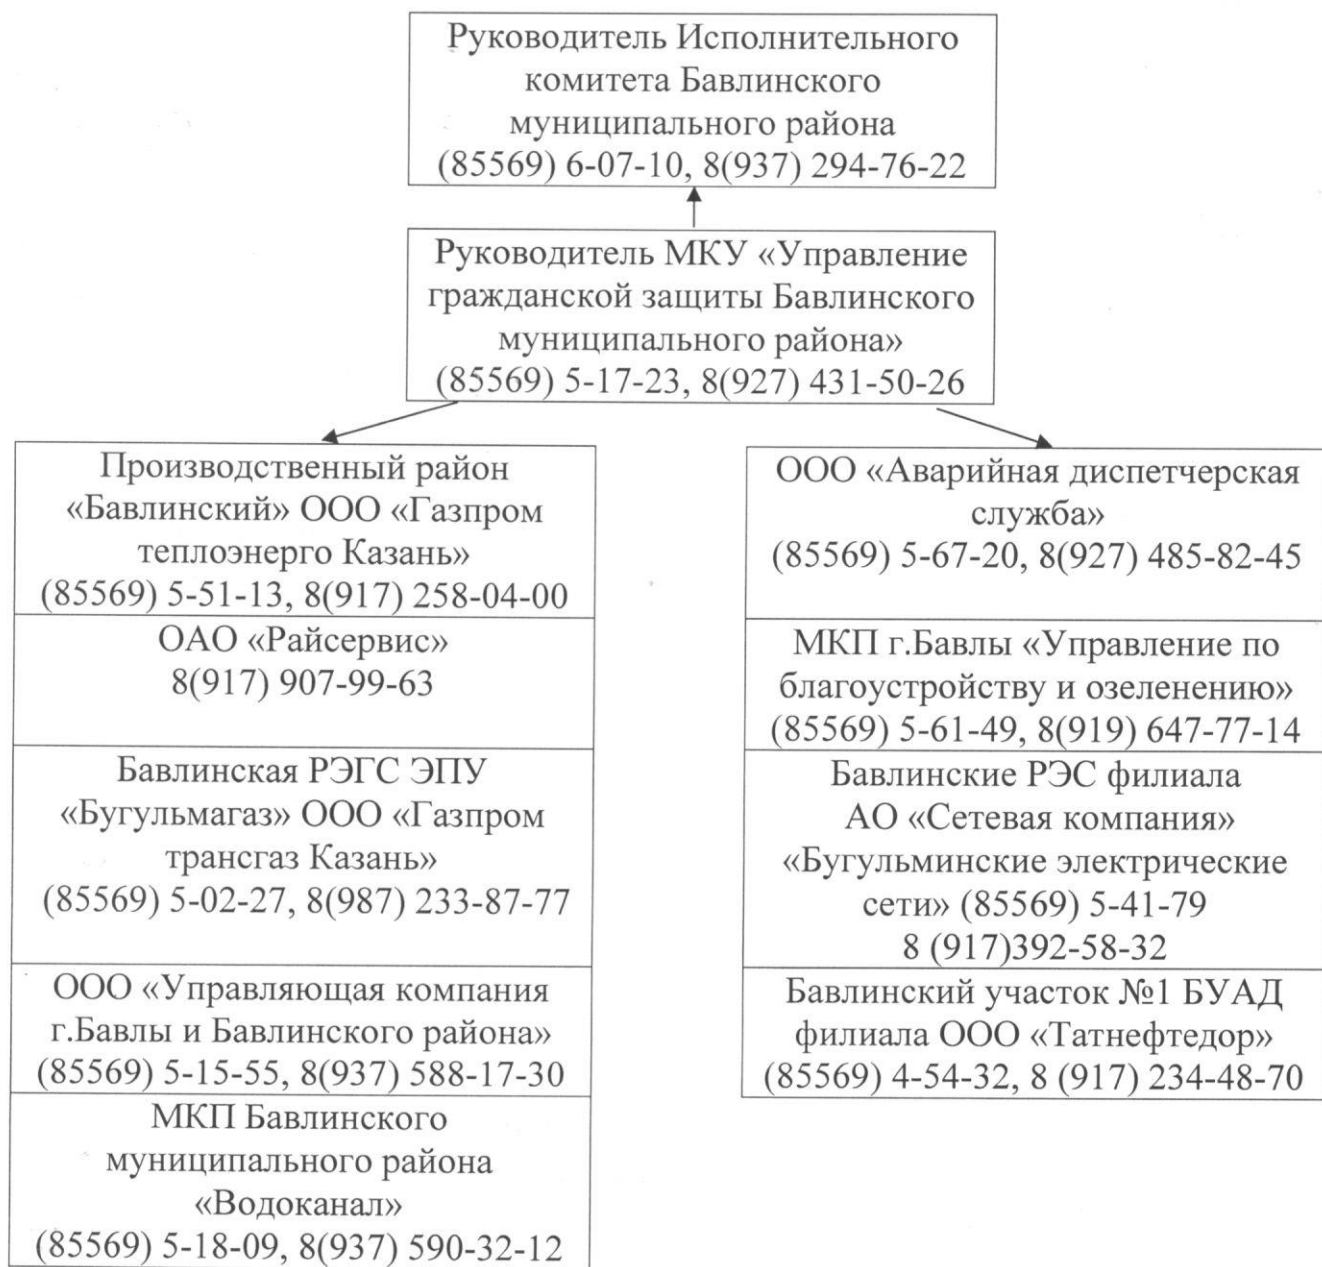 Руководитель Исполнительного
комитета Бавлинского
муниципального района
(85569) 6-07-10, 8(937) 294-76-22
Руководитель МКУ «Управление
гражданской защиты Бавлинского
муниципального района»
(85569) 5-17-23, 8(927) 431-50-26
Производственный район
«Бавлинский» ООО «Газпром
теплоэнерго Казань»
(85569) 5-51-13, 8(917) 258-04-00
ОАО «Райсервис»
8(917) 907-99-63
Бавлинская РЭГС ЭПУ
«Бугульмагаз» ООО «Газпром
трансгаз Казань»
(85569) 5-02-27, 8(987) 233-87-77
ООО «Управляющая компания
г.Бавлы и Бавлинского района»
(85569) 5-15-55, 8(937) 588-17-30
МКП Бавлинского
муниципального района
«Водоканал»
(85569) 5-18-09, 8(937) 590-32-12
ООО «Аварийная диспетчерская
служба»
(85569) 5-67-20, 8(927) 485-82-45
МКП г.Бавлы «Управление по
благоустройству и озеленению»
(85569) 5-61-49, 8(919) 647-77-14
Бавлинские РЭС филиала
АО «Сетевая компания»
«Бугульминские электрические
сети» (85569) 5-41-79
8 (917)392-58-32
Бавлинский участок №1 БУАД
филиала ООО «Татнефтедор»
(85569) 4-54-32, 8 (917) 234-48-70